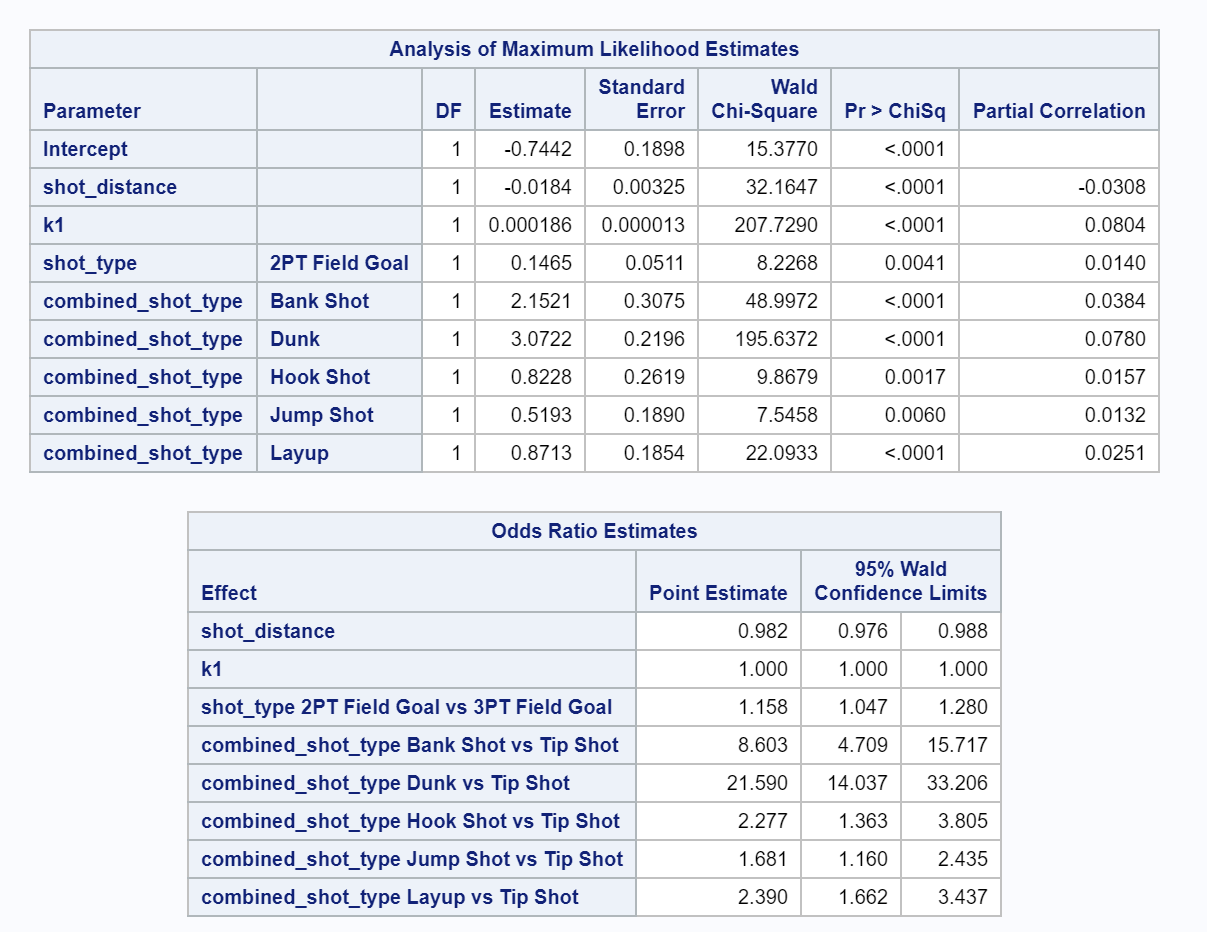 Analysis of Maximum Likelihood Estimates
Parameter DF Estimate Standard Error Wald Chi-Square Pr > ChiSq Partial Correlation
Intercept 1 -0.7442 0.1898 15.3770 <.0001
shot_distance 1 -0.0184 0.00325 32.1647 <.0001 -0.0308
k1 1 0.000186 0.000013 207.7290 <.0001 0.0804
shot_type 2PT Field Goal 1 0.1465 0.0511 8.2268 0.0041 0.0140
combined_shot_type Bank Shot 1 2.1521 0.3075 48.9972 <.0001 0.0384
combined_shot_type Dunk 1 3.0722 0.2196 195.6372 <.0001 0.0780
combined_shot_type Hook Shot 1 0.8228 0.2619 9.8679 0.0017 0.0157
combined_shot_type Jump Shot 1 0.5193 0.1890 7.5458 0.0060 0.0132
combined_shot_type Layup 1 0.8713 0.1854 22.0933 <.0001 0.0251
Odds Ratio Estimates
Effect Point Estimate 95% Wald Confidence Limits
shot_distance 0.982 0.976 0.988
k1 1.000 1.000 1.000
shot_type 2PT Field Goal vs 3PT Field Goal 1.158 1.047 1.280
combined_shot_type Bank Shot vs Tip Shot 8.603 4.709 15.717
combined_shot_type Dunk vs Tip Shot 21.590 14.037 33.206
combined_shot_type Hook Shot vs Tip Shot 2.277 1.363 3.805
combined_shot_type Jump Shot vs Tip Shot 1.681 1.160 2.435
combined_shot_type Layup vs Tip Shot 2.390 1.662 3.437